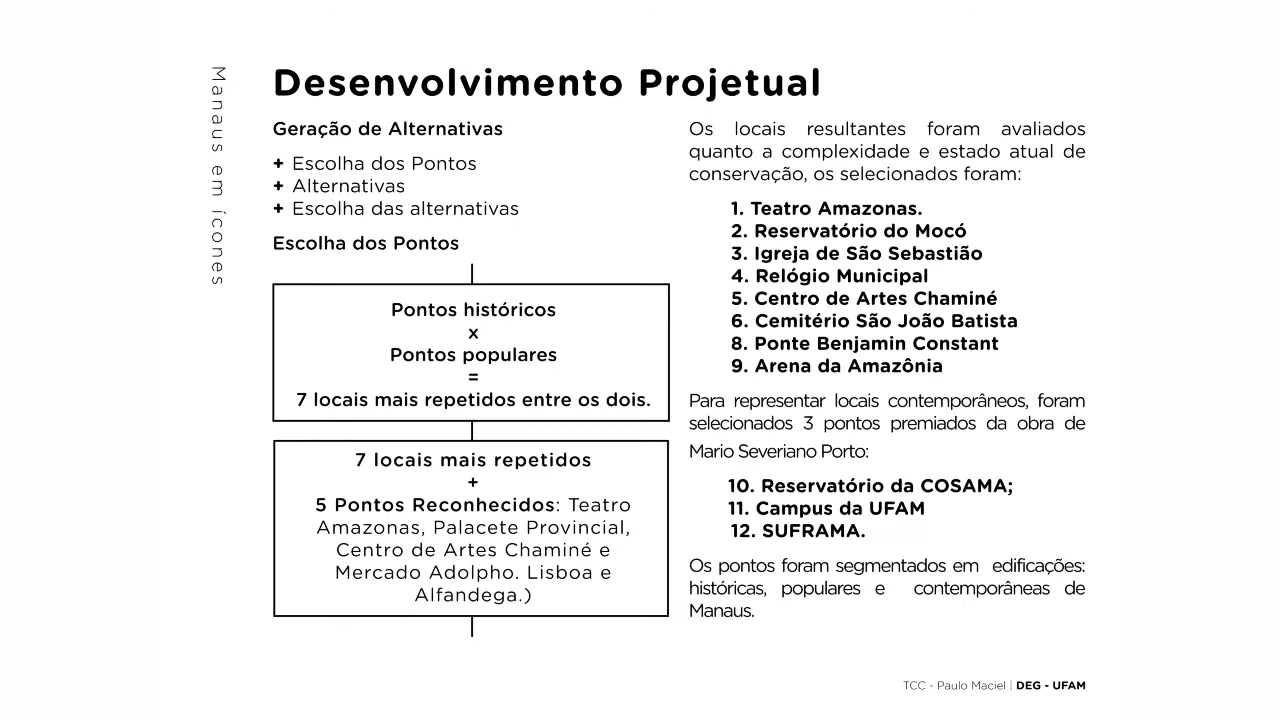 Manaus em ícones
Desenvolvimento Projetual
Geração de Alternativas
+ Escolha dos Pontos
+ Alternativas
+ Escolha das alternativas
Escolha dos Pontos
Pontos históricos
x
Pontos populares
=
7 locais mais repetidos entre os dois.
7 locais mais repetidos
+
5 Pontos Reconhecidos: Teatro
Amazonas, Palacete Provincial,
Centro de Artes Chaminé e
Mercado Adolpho. Lisboa e
Alfandega.)
Os locais resultantes foram avaliados
quanto a complexidade e estado atual de
conservação, os selecionados foram:
1. Teatro Amazonas.
2. Reservatório do Mocó
3. Igreja de São Sebastião
4. Relógio Municipal
5. Centro de Artes Chaminé
6. Cemitério São João Batista
8. Ponte Benjamin Constant
9. Arena da Amazônia
Para representar locais contemporâneos, foram
selecionados 3 pontos premiados da obra de
Mario Severiano Porto:
10. Reservatório da COSAMA;
11. Campus da UFAM
12. SUFRAMA.
Os pontos foram segmentados em edificações:
históricas, populares e contemporâneas de
Manaus.
TCC - Paulo Maciel | DEG - UFAM